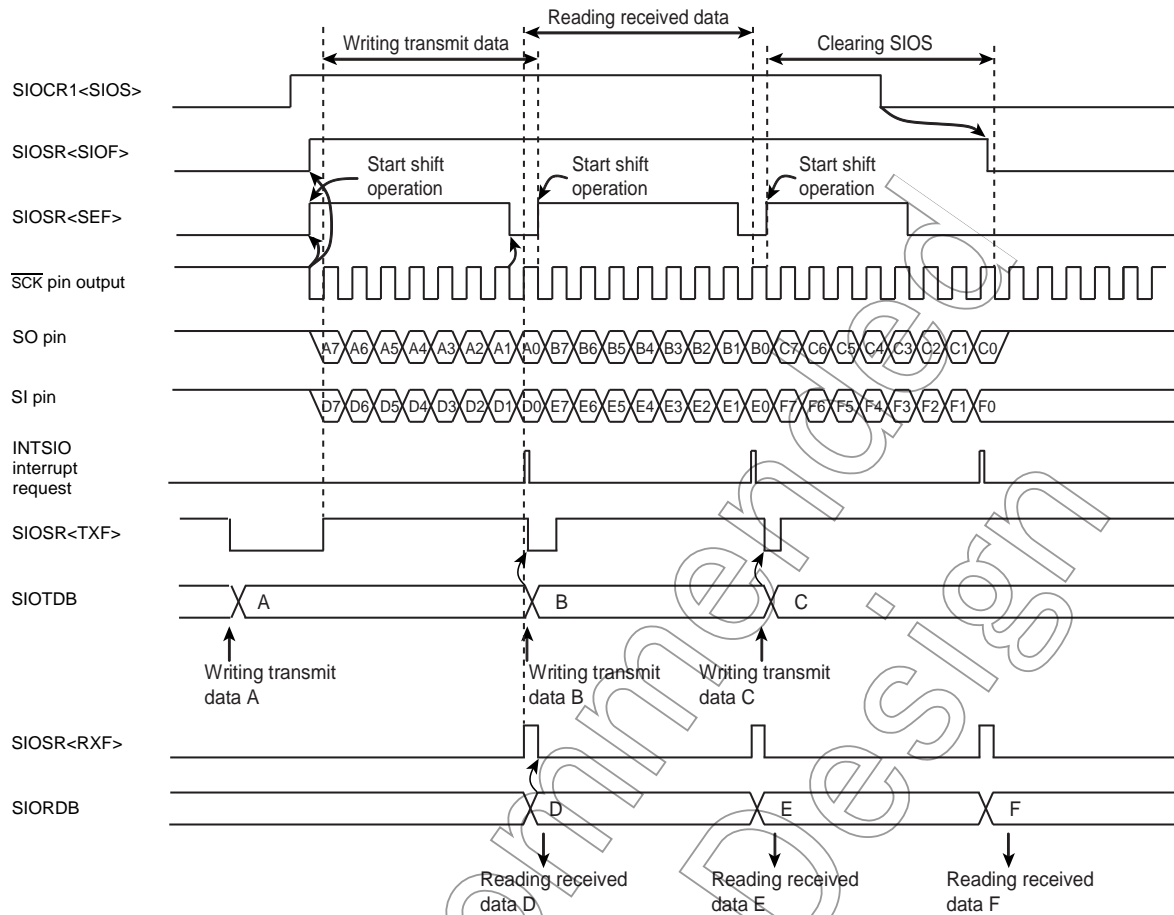 Reading received data
Writing transmit data
Clearing SIOS
SIOCR1<SIOS>
SIOSR<SIOF>
Start shift
operation
Start shift
operation
Start shift
operation
SIOSR<SEF>
SCK pin output
SO pin
A7 A6 A5 A4 A3 A2 A1 A0 B7 B6 B5 B4 B3 B2 B1 B0 C7 C6 C5 C4 C3 C2 C1 C0
SI pin
D7 D6 D5 D4 D3 D2 D1 D0 E7 E6 E5 E4 E3 E2 E1 E0 F7 F6 F5 F4 F3 F2 F1 F0
INTSIO
interrupt
request
SIOSR<TXF>
SIOTDB
A B C
Writing transmit
data A
Writing transmit
data B
Writing transmit
data C
SIOSR<RXF>
SIORDB
D E F
Reading received
data D
Reading received
data E
Reading received
data F
ommended
Design